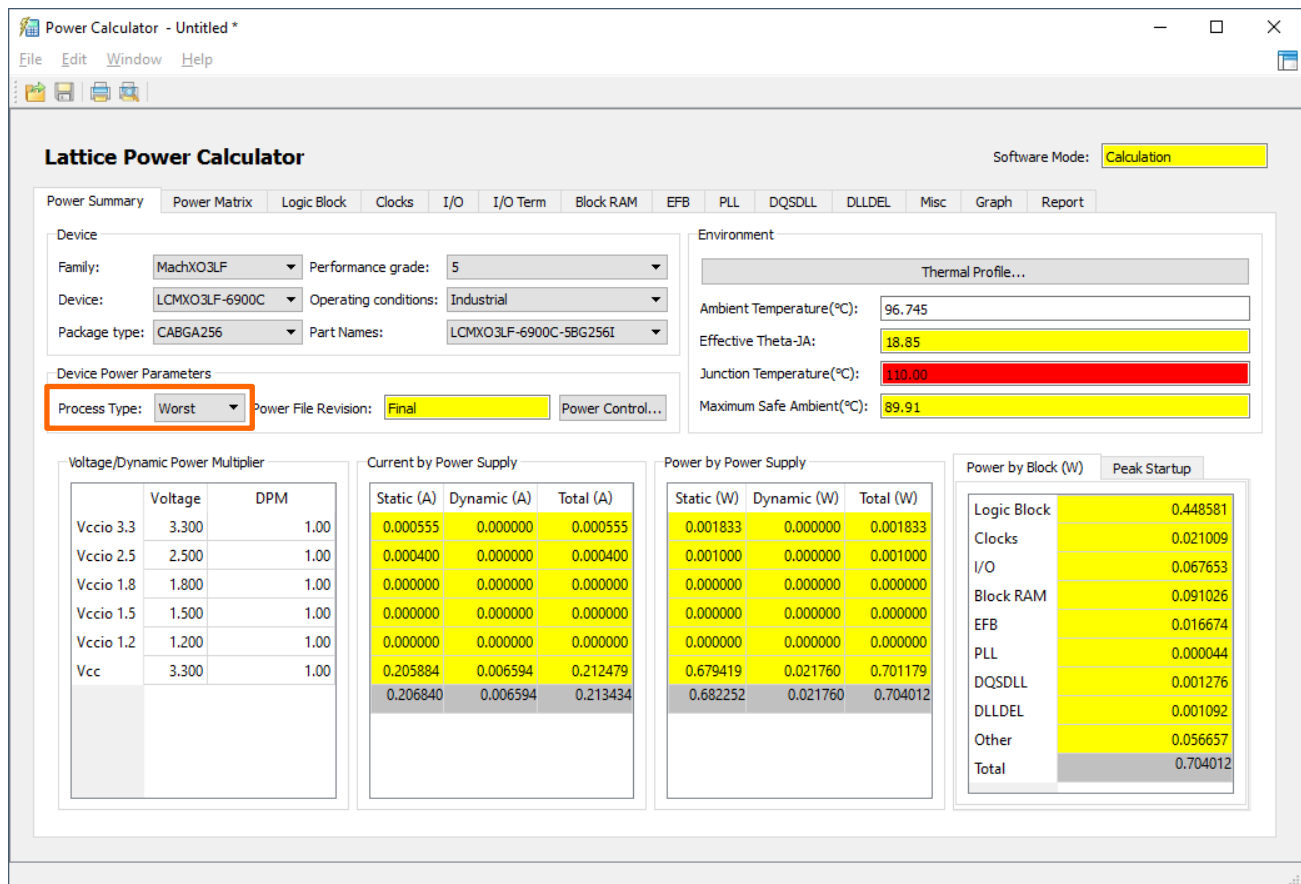 Power Calculator - Untitled *
File Edit Window Help
Lattice Power Calculator
Software Mode: Calculation
Power Summary Power Matrix Logic Block Clocks I/O I/O Term Block RAM EFB PLL DQSDLL DLLDEL Misc Graph Report
Device
Family: MachXO3LF Performance grade: 5
Device: LCMXO3LF-6900C Operating conditions: Industrial
Package type: CABGA256 Part Names: LCMXO3LF-6900C-5BG256I
Device Power Parameters
Process Type: Worst Power File Revision: Final Power Control...
Environment
Thermal Profile...
Ambient Temperature(°C): 96.745
Effective Theta-JA: 18.85
Junction Temperature(°C): 110.00
Maximum Safe Ambient(°C): 89.91
Voltage/Dynamic Power Multiplier
Voltage DPM
Vccio 3.3 3.300 1.00
Vccio 2.5 2.500 1.00
Vccio 1.8 1.800 1.00
Vccio 1.5 1.500 1.00
Vccio 1.2 1.200 1.00
Vcc 3.300 1.00
Current by Power Supply
Static (A) Dynamic (A) Total (A)
0.000555 0.000000 0.000555
0.000400 0.000000 0.000400
0.000000 0.000000 0.000000
0.000000 0.000000 0.000000
0.000000 0.000000 0.000000
0.205884 0.006594 0.212479
0.206840 0.006594 0.213434
Power by Power Supply
Static (W) Dynamic (W) Total (W)
0.001833 0.000000 0.001833
0.001000 0.000000 0.001000
0.000000 0.000000 0.000000
0.000000 0.000000 0.000000
0.000000 0.000000 0.000000
0.679419 0.021760 0.701179
0.682252 0.021760 0.704012
Power by Block (W) Peak Startup
Logic Block 0.448581
Clocks 0.021009
I/O 0.067653
Block RAM 0.091026
EFB 0.016674
PLL 0.000044
DQSDLL 0.001276
DLLDEL 0.001092
Other 0.056657
Total 0.704012